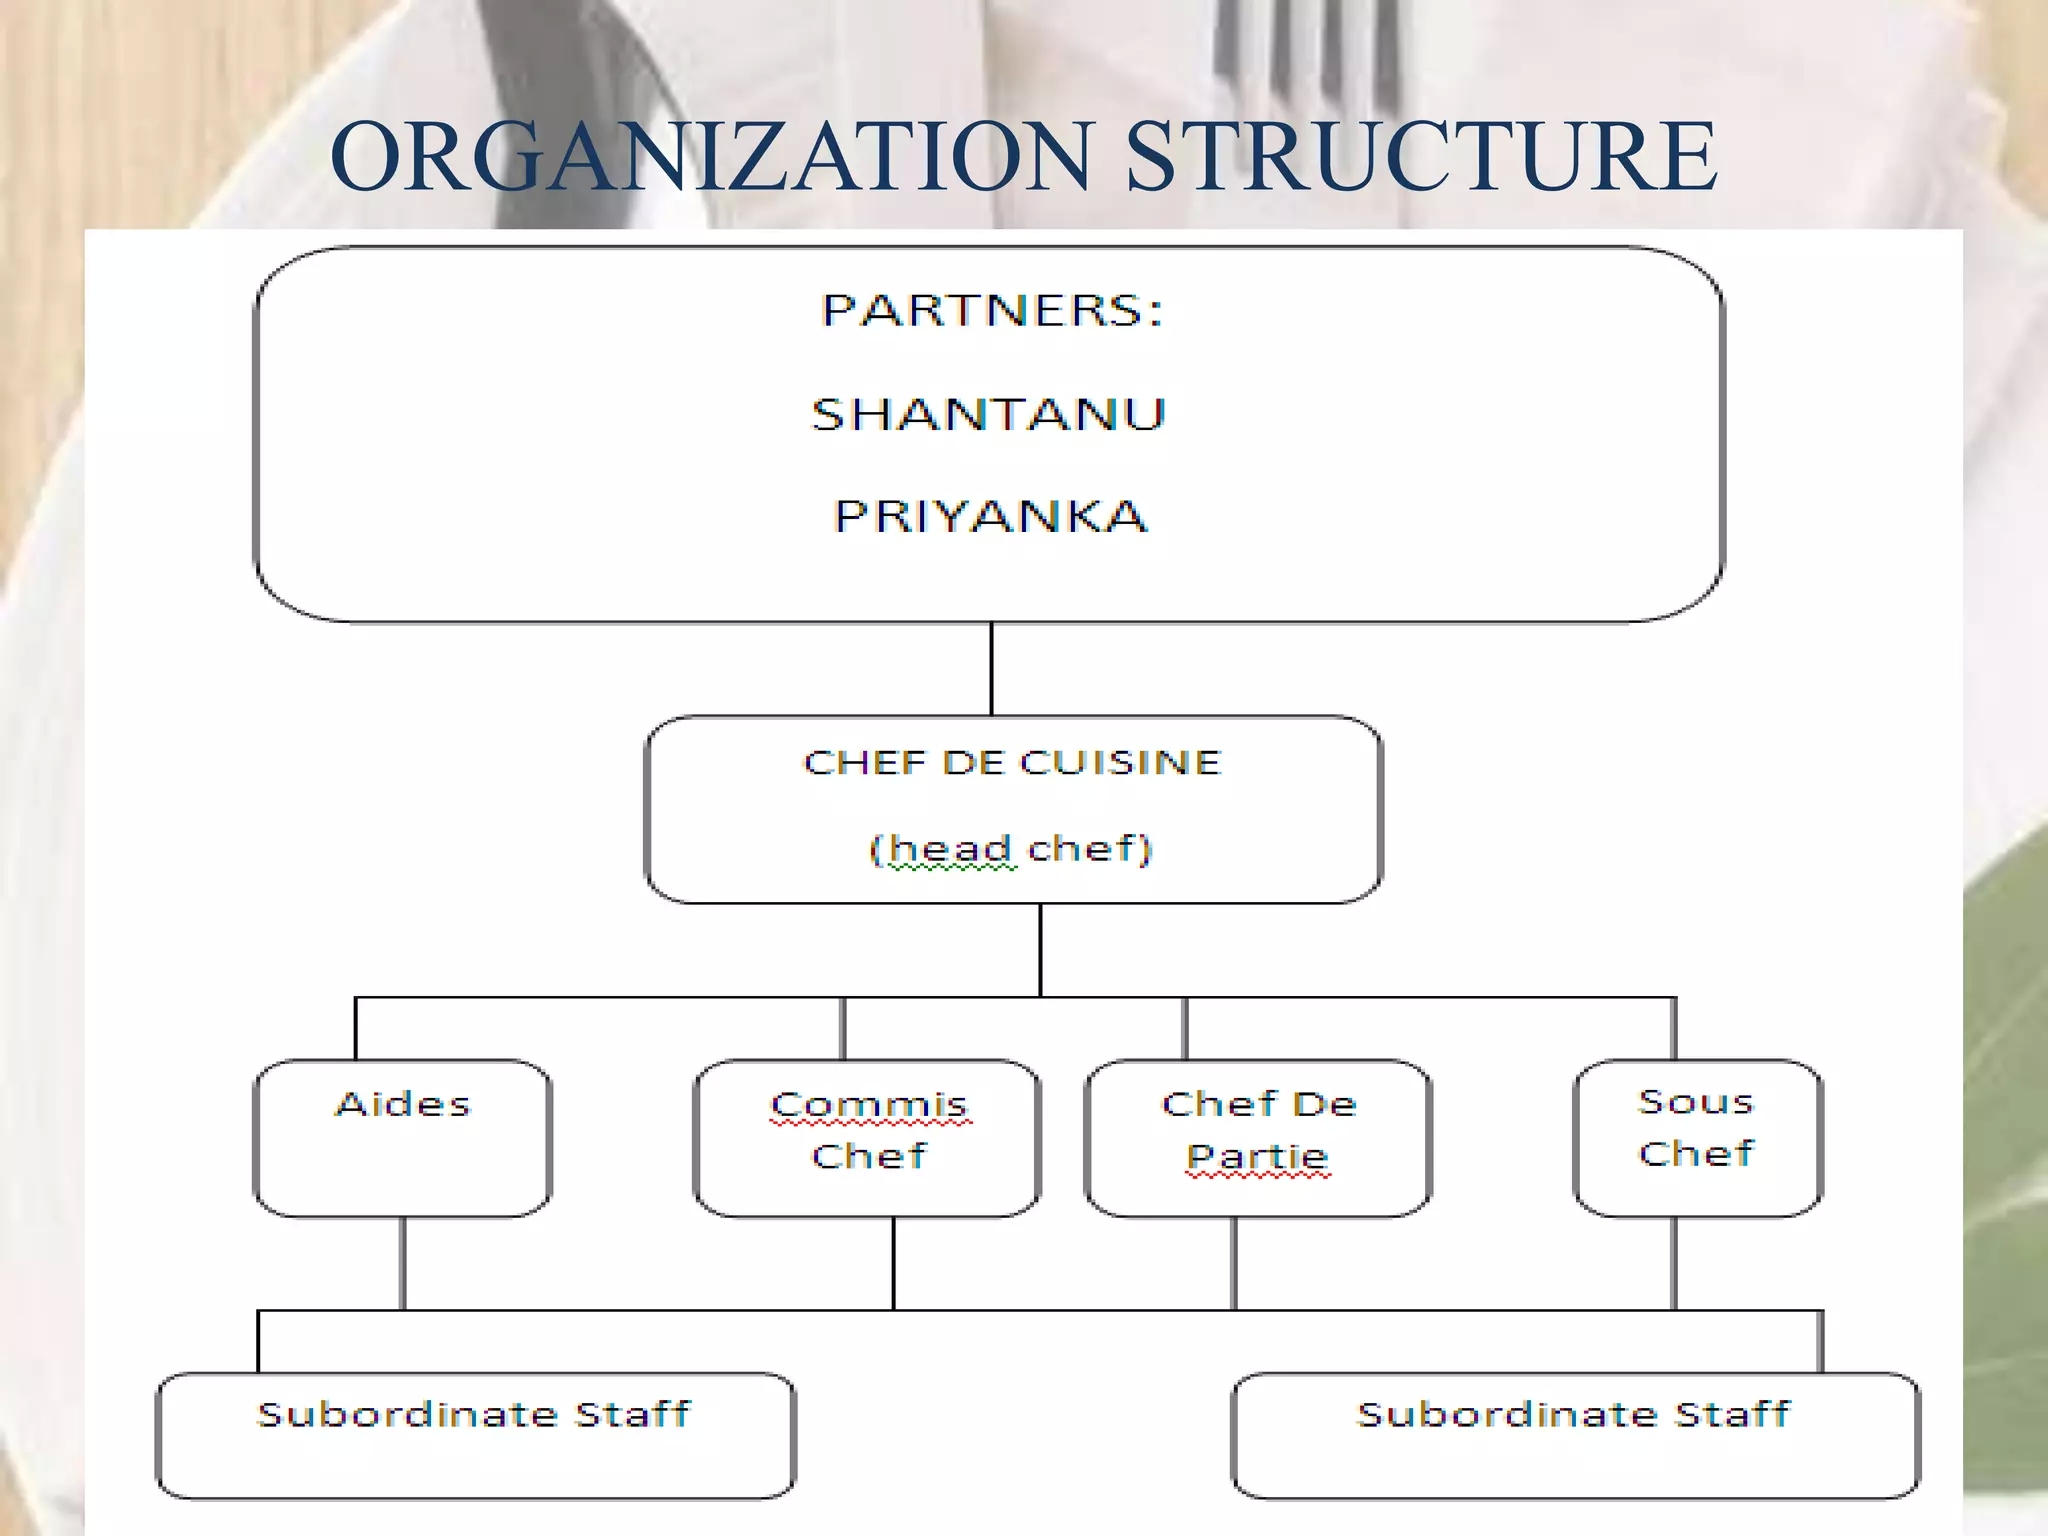 ORGANIZATION STRUCTURE
PARTNERS:
SHANTANU
PRIYANKA
CHEF DE CUISINE
(head chef)
Aides
Commis
Chef
Chef De
Partie
Sous
Chef
Subordinate Staff
Subordinate Staff